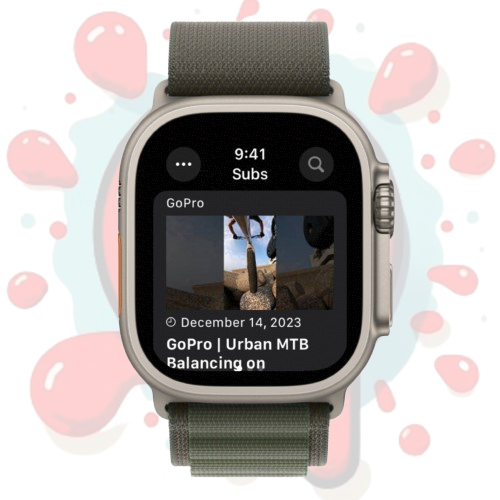 9:41
Subs
GoPro
December 14, 2023
GoPro | Urban MTB
Balancing on